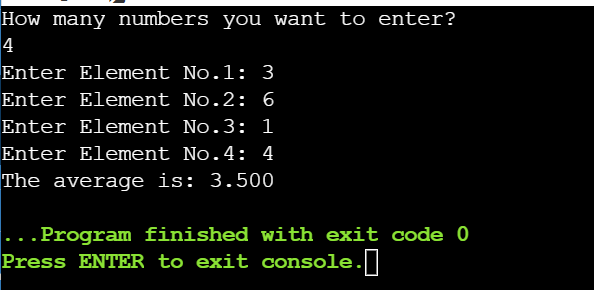 How many numbers you want to enter?
4
Enter Element No.1: 3
Enter Element No.2: 6
Enter Element No.3: 1
Enter Element No.4: 4
The average is: 3.500
...Program finished with exit code 0
Press ENTER to exit console.